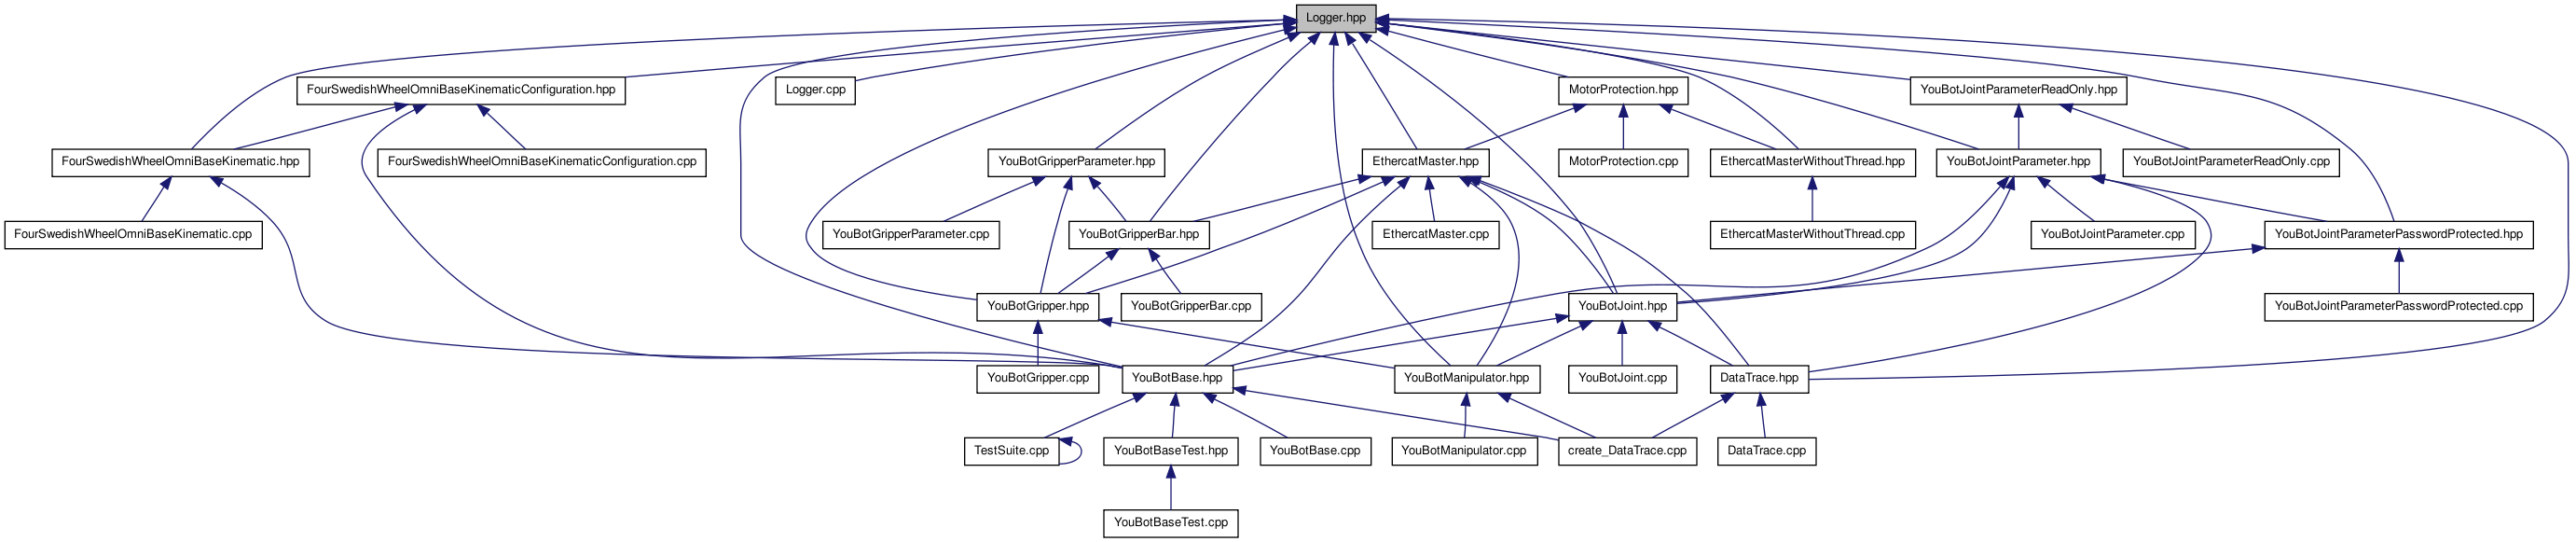 Logger.hpp
FourSwedishWheelOmniBaseKinematicConfiguration.hpp
Logger.cpp
MotorProtection.hpp
YouBotJointParameterReadOnly.hpp
FourSwedishWheelOmniBaseKinematic.hpp
FourSwedishWheelOmniBaseKinematicConfiguration.cpp
YouBotGripperParameter.hpp
EthercatMaster.hpp
MotorProtection.cpp
EthercatMasterWithoutThread.hpp
YouBotJointParameter.hpp
YouBotJointParameterReadOnly.cpp
FourSwedishWheelOmniBaseKinematic.cpp
YouBotGripperParameter.cpp
YouBotGripperBar.hpp
EthercatMaster.cpp
EthercatMasterWithoutThread.cpp
YouBotJointParameter.cpp
YouBotJointParameterPasswordProtected.hpp
YouBotGripper.hpp
YouBotGripperBar.cpp
YouBotJoint.hpp
YouBotJointParameterPasswordProtected.cpp
YouBotGripper.cpp
YouBotBase.hpp
YouBotManipulator.hpp
YouBotJoint.cpp
DataTrace.hpp
TestSuite.cpp
YouBotBaseTest.hpp
YouBotBase.cpp
YouBotManipulator.cpp
create_DataTrace.cpp
DataTrace.cpp
YouBotBaseTest.cpp